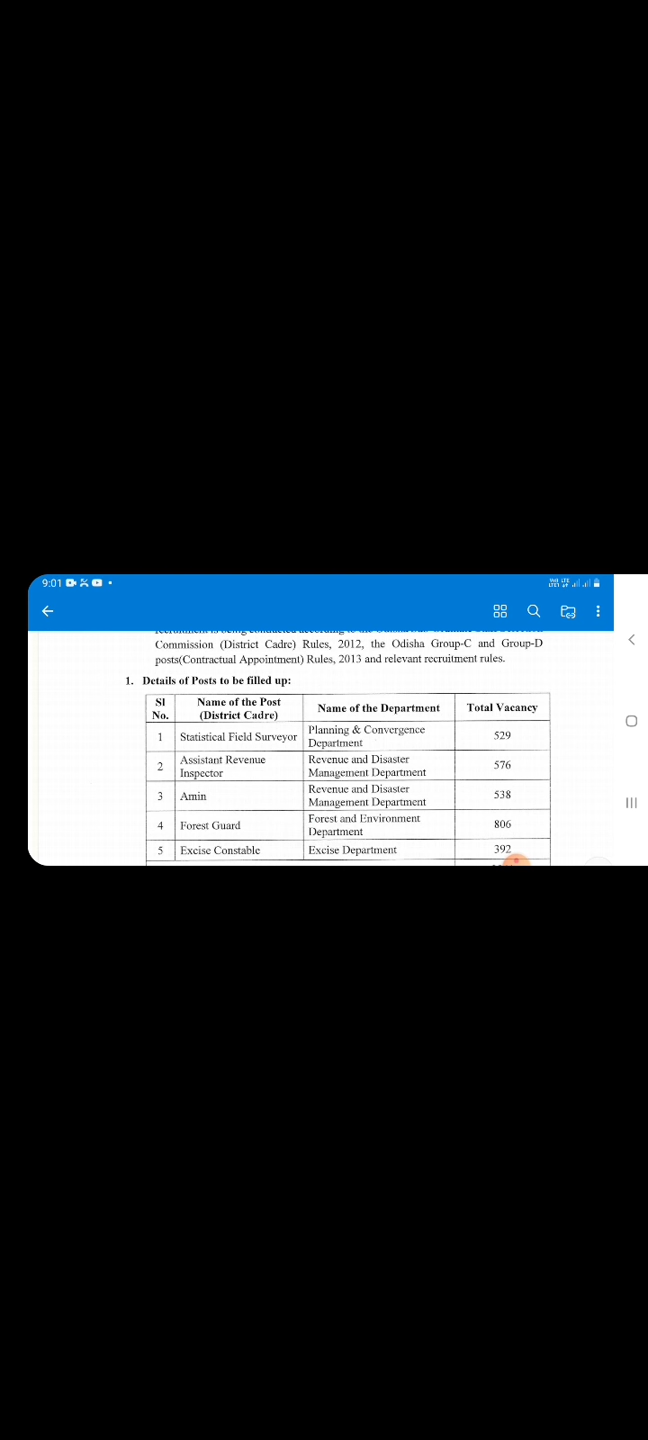 9:01
Commission (District Cadre) Rules, 2012, the Odisha Group-C and Group-D
posts(Contractual Appointment) Rules, 2013 and relevant recruitment rules.
1. Details of Posts to be filled up:
Sl No. Name of the Post (District Cadre) Name of the Department Total Vacancy
1 Statistical Field Surveyor Planning & Convergence Department 529
2 Assistant Revenue Inspector Revenue and Disaster Management Department 576
3 Amin Revenue and Disaster Management Department 538
4 Forest Guard Forest and Environment Department 806
5 Excise Constable Excise Department 392